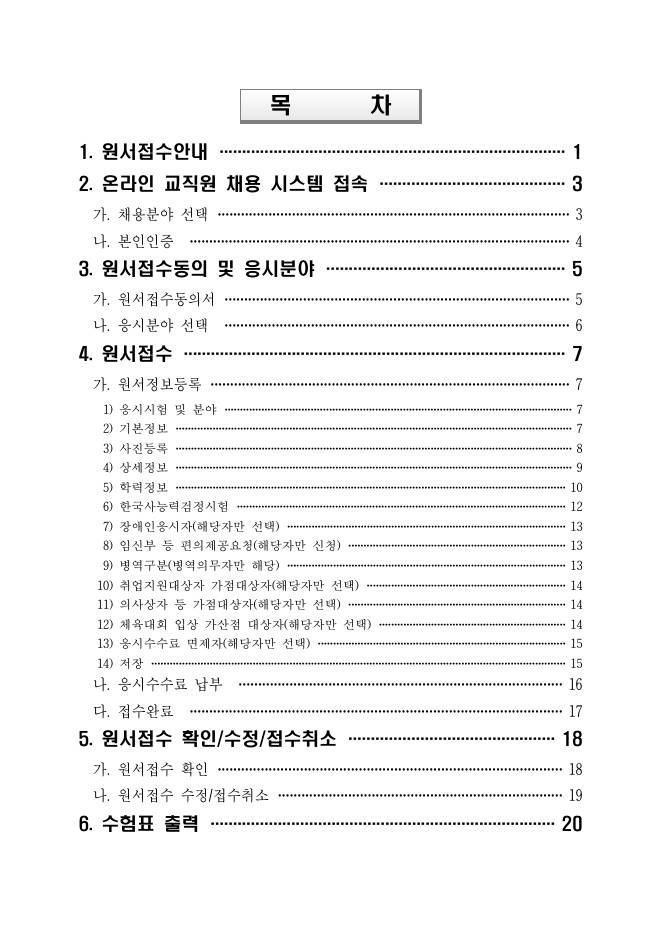 목 차
1. 원서접수안내 ················ 1
2. 온라인 교직원 채용 시스템 접속 ················ 3
가. 채용분야 선택 ················ 3
나. 본인인증 ················ 4
3. 원서접수동의 및 응시분야 ················ 5
가. 원서접수동의서 ················ 5
나. 응시분야 선택 ················ 6
4. 원서접수 ················ 7
가. 원서정보등록 ················ 7
1) 응시시험 및 분야 ················ 7
2) 기본정보 ················ 7
3) 사진등록 ················ 8
4) 상세정보 ················ 9
5) 학력정보 ················ 10
6) 한국사능력검정시험 ················ 12
7) 장애인응시자(해당자만 선택) ················ 13
8) 임신부 등 편의제공요청(해당자만 신청) ················ 13
9) 병역구분(병역의무자만 해당) ················ 13
10) 취업지원대상자 가점대상자(해당자만 선택) ················ 14
11) 의사상자 등 가점대상자(해당자만 선택) ················ 14
12) 체육대회 입상 가산점 대상자(해당자만 선택) ················ 14
13) 응시수수료 면제자(해당자만 선택) ················ 15
14) 저장 ················ 15
나. 응시수수료 납부 ················ 16
다. 접수완료 ················ 17
5. 원서접수 확인/수정/접수취소 ················ 18
가. 원서접수 확인 ················ 18
나. 원서접수 수정/접수취소 ················ 19
6. 수험표 출력 ················ 20